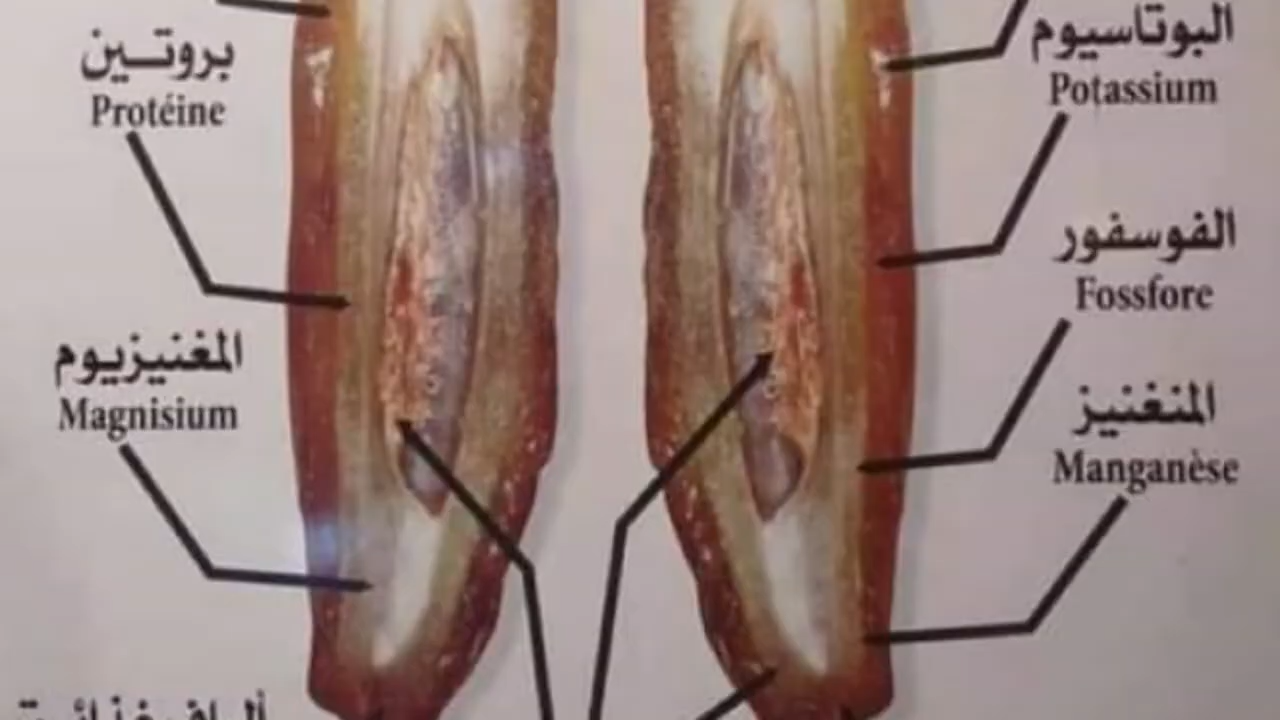 بروتين
Protéine
المغنيزيوم
Magnisium
البوتاسيوم
Potassium
الفوسفور
Fossfore
المنغنيز
Manganèse